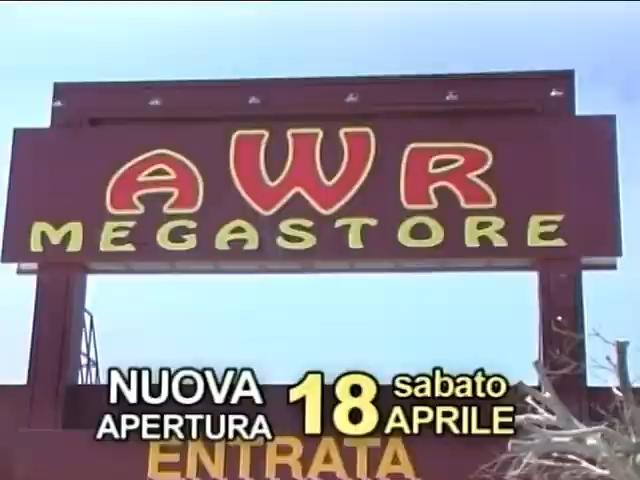 AWR
MEGASTORE
NUOVA
APERTURA
18
sabato
APRILE
ENTRATA